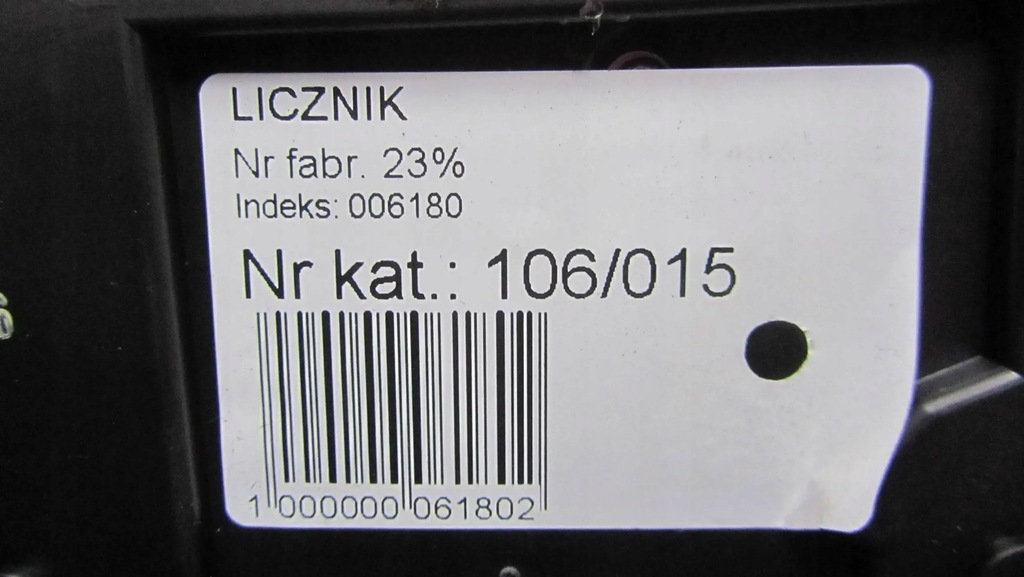 LICZNIK
Nr fabr. 23%
Indeks: 006180
Nr kat.: 106/015
1 000000 061802